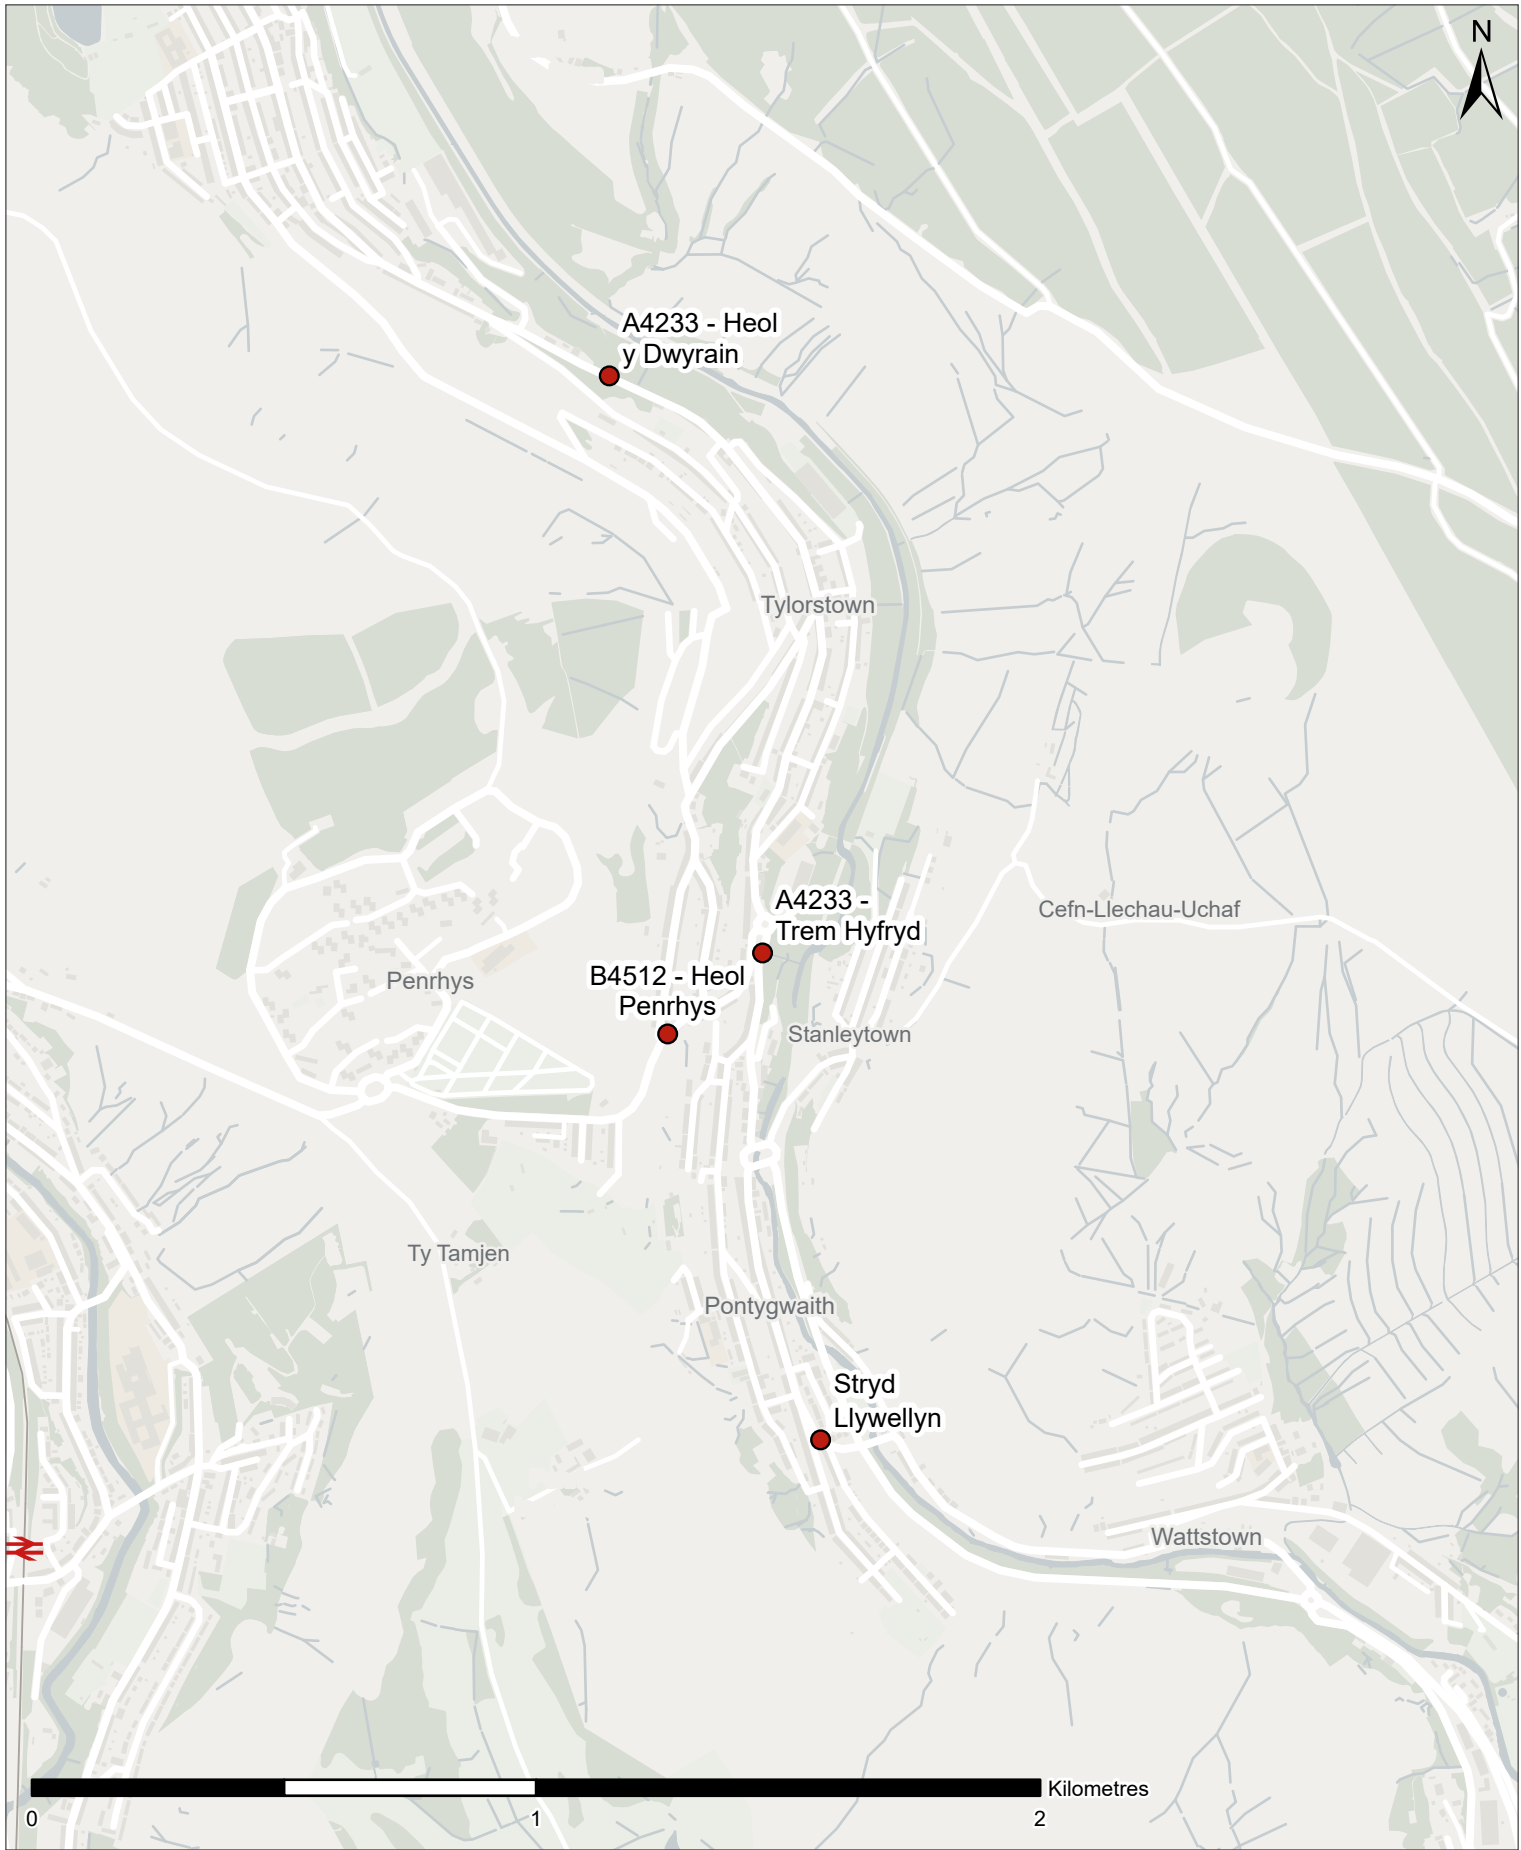 N
A4233 - Heol
y Dwyrain
Tylorstown
A4233 -
Trem Hyfryd
Cefn-Llechau-Uchaf
B4512 - Heol
Penrhys
Penrhys
Stanleytown
Ty Tamjen
Pontygwaith
Stryd
Llywellyn
Wattstown
Kilometres
0 1 2